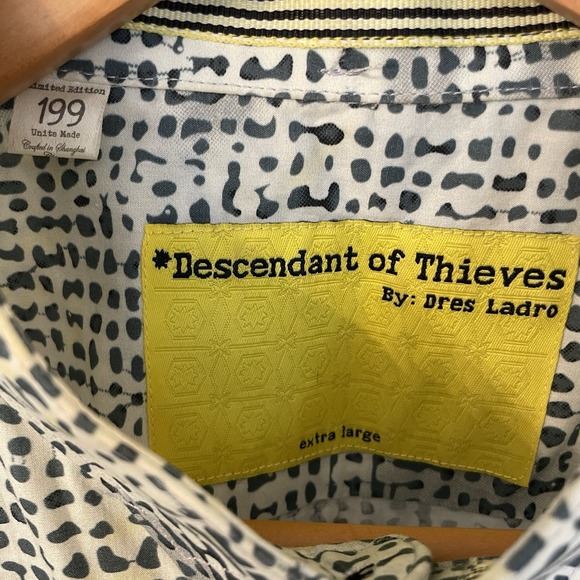 Limited Edition
199
Units Made
Crafted in Shanghai
*Descendant of Thieves
By: Dres Ladro
extra large